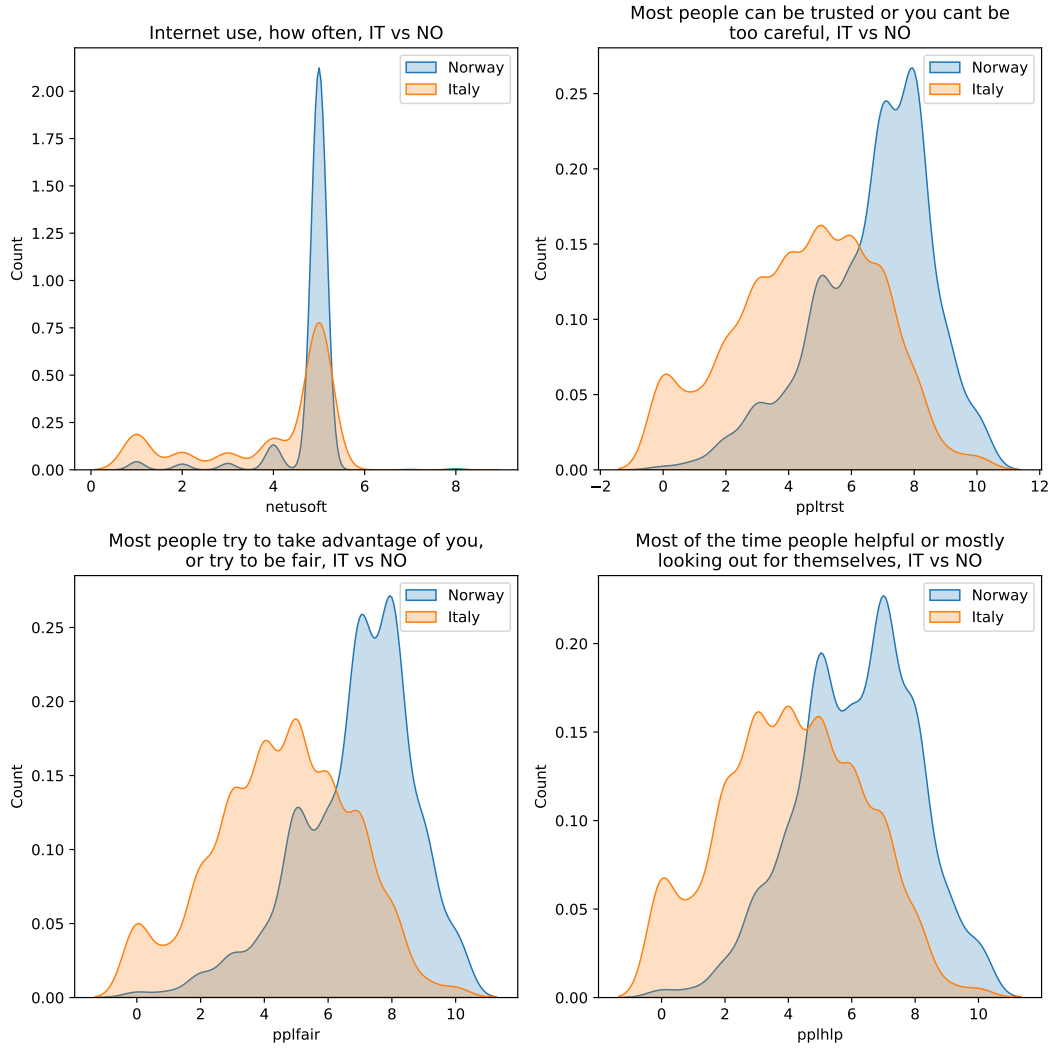 Internet use, how often, IT vs NO
Norway
Italy
2.00
1.75
1.50
1.25
1.00
0.75
0.50
0.25
0.00
Count
0
2
4
6
8
netusoft
Most people can be trusted or you cant be
too careful, IT vs NO
Norway
Italy
0.25
0.20
0.15
0.10
0.05
0.00
Count
−2
0
2
4
6
8
10
12
ppltrst
Most people try to take advantage of you,
or try to be fair, IT vs NO
Norway
Italy
0.25
0.20
0.15
0.10
0.05
0.00
Count
0
2
4
6
8
10
pplfair
Most of the time people helpful or mostly
looking out for themselves, IT vs NO
Norway
Italy
0.20
0.15
0.10
0.05
0.00
Count
0
2
4
6
8
10
pplhlp